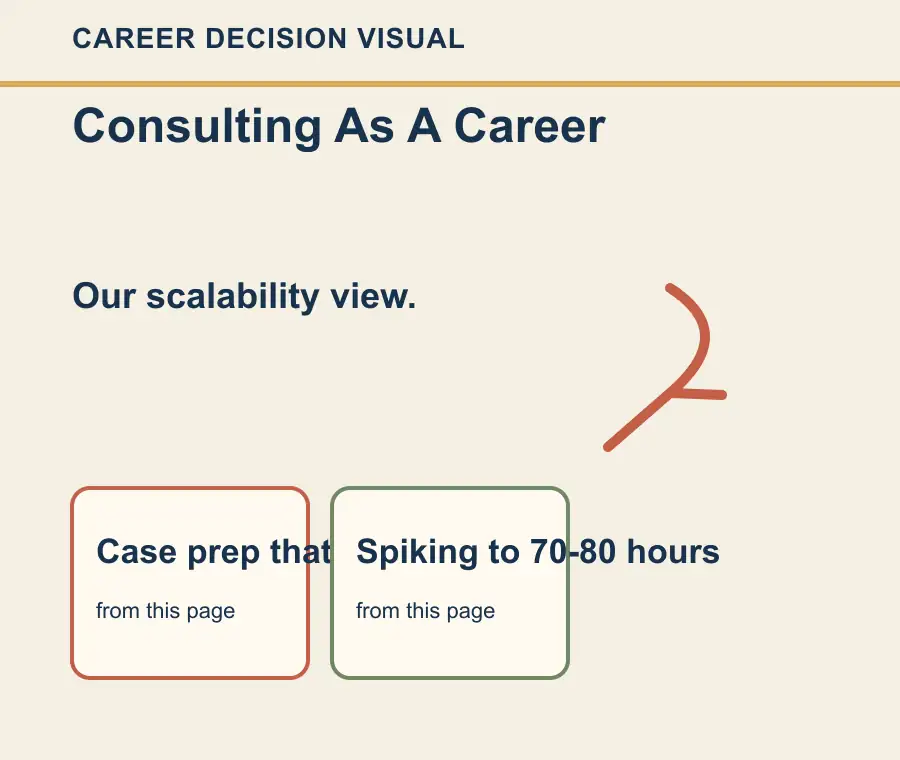 CAREER DECISION VISUAL
Consulting As A Career
Our scalability view.
Case prep that
Spiking to 70-80 hours
from this page
from this page